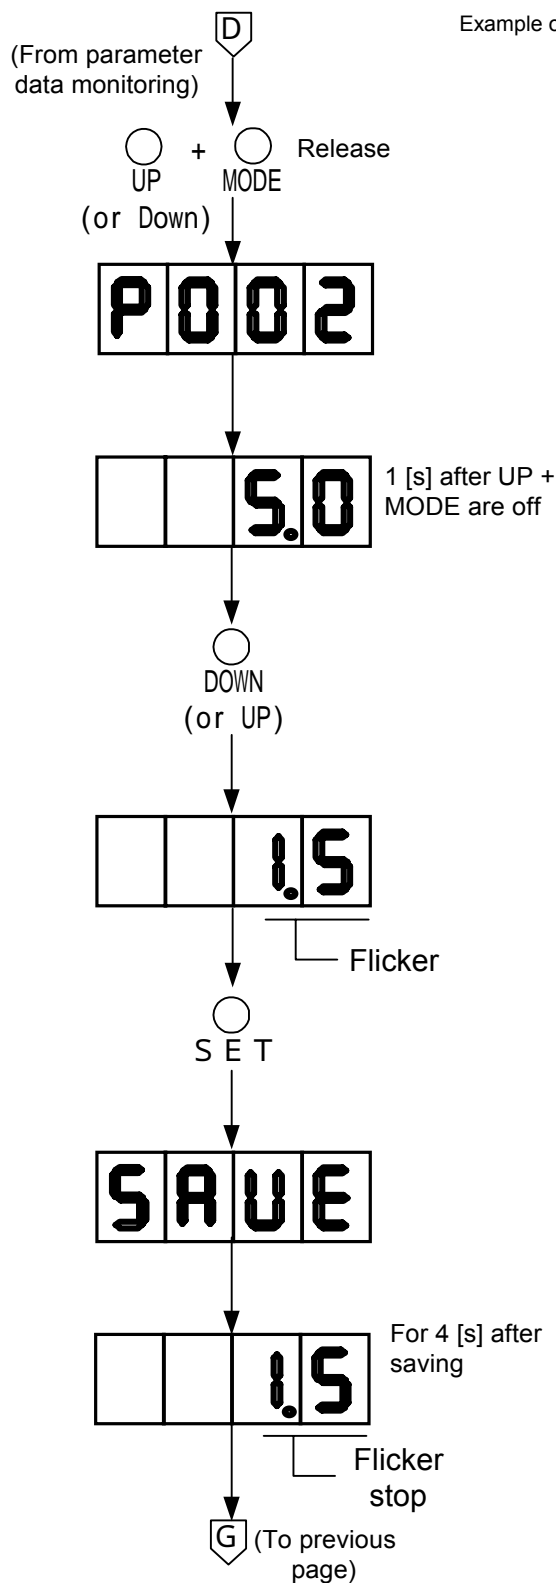 D
Example o
(From parameter
data monitoring)
+ Release
UP MODE
(or Down)
P002
5.0
1 [s] after UP +
MODE are off
DOWN
(or UP)
1.5
Flicker
SET
SAVE
1.5
For 4 [s] after
saving
Flicker
stop
G (To previous
page)